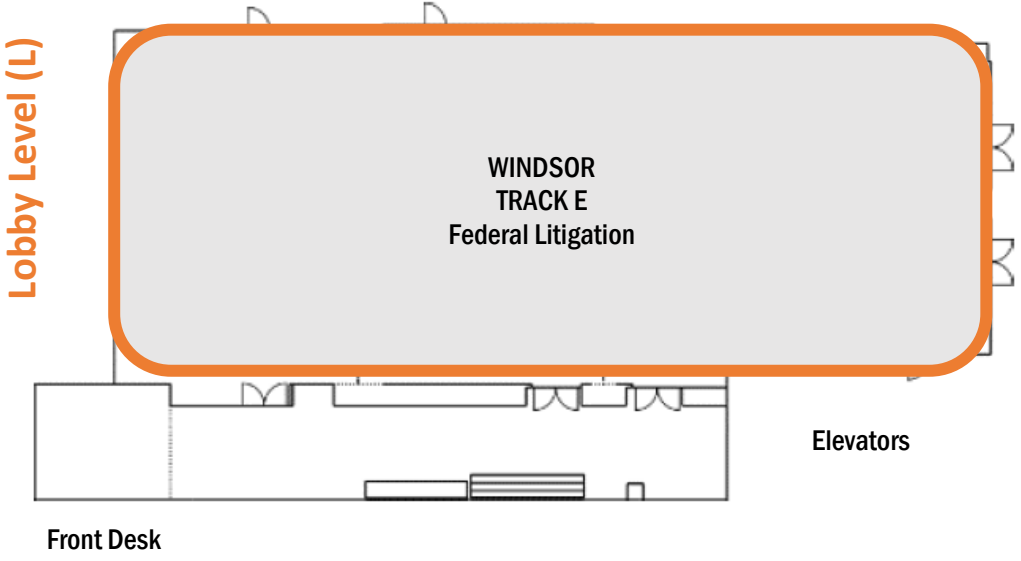 Lobby Level (L)
WINDSOR
TRACK E
Federal Litigation
Elevators
Front Desk